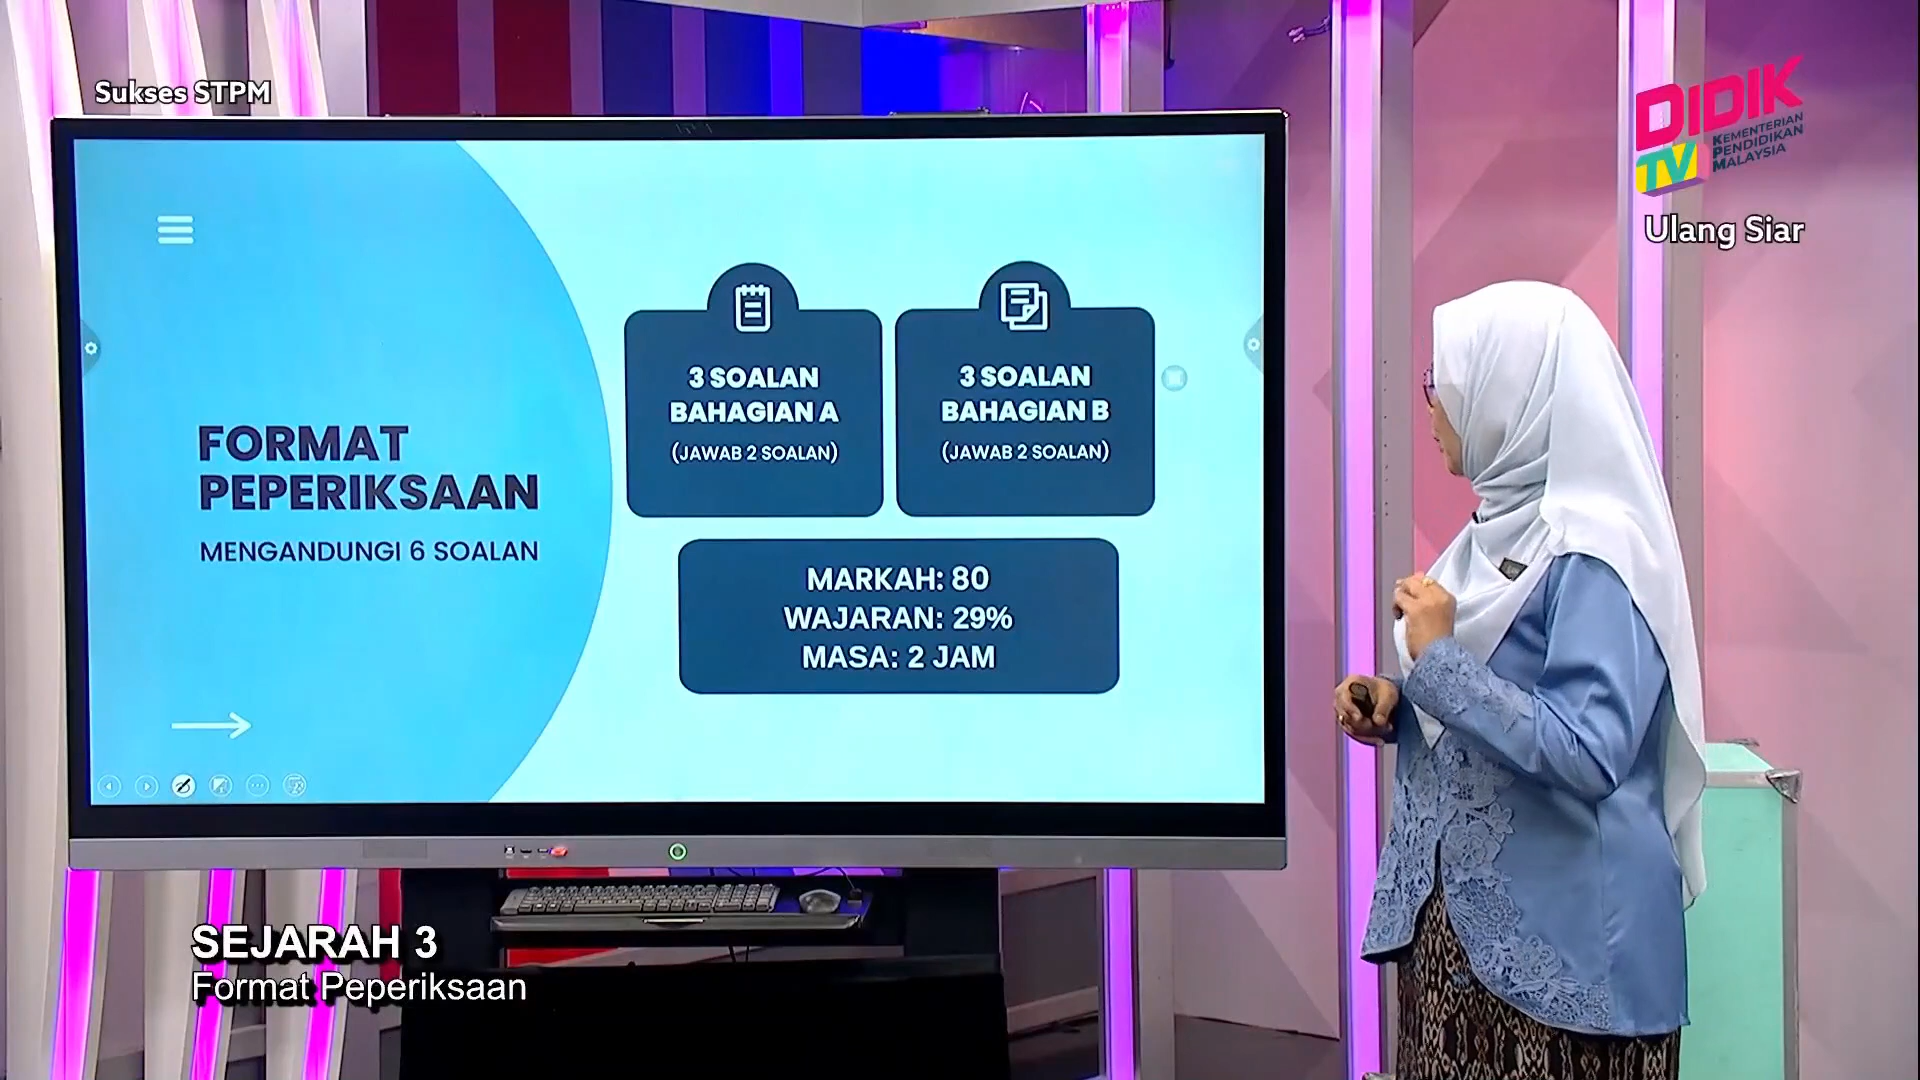 Sukses STPM
DIDIK
TV
KEMENTERIAN
PENDIDIKAN
MALAYSIA
Ulang Siar
FORMAT
PEPERIKSAAN
MENGANDUNGI 6 SOALAN
3 SOALAN
BAHAGIAN A
(JAWAB 2 SOALAN)
3 SOALAN
BAHAGIAN B
(JAWAB 2 SOALAN)
MARKAH: 80
WAJARAN: 29%
MASA: 2 JAM
SEJARAH 3
Format Peperiksaan